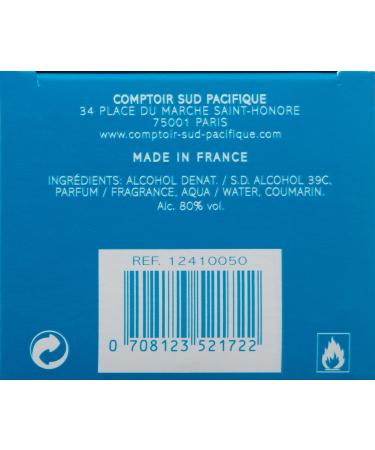 COMPTOIR SUD PACIFIQUE
34 PLACE DU MARCHE SAINT-HONORE
75001 PARIS
www.comptoir-sud-pacifique.com
MADE IN FRANCE
INGRÉDIENTS: ALCOHOL DENAT. / S.D. ALCOHOL 39C,
PARFUM / FRAGRANCE, AQUA / WATER, COUMARIN.
Alc. 80% vol.
REF. 12410050
0 708123 521722